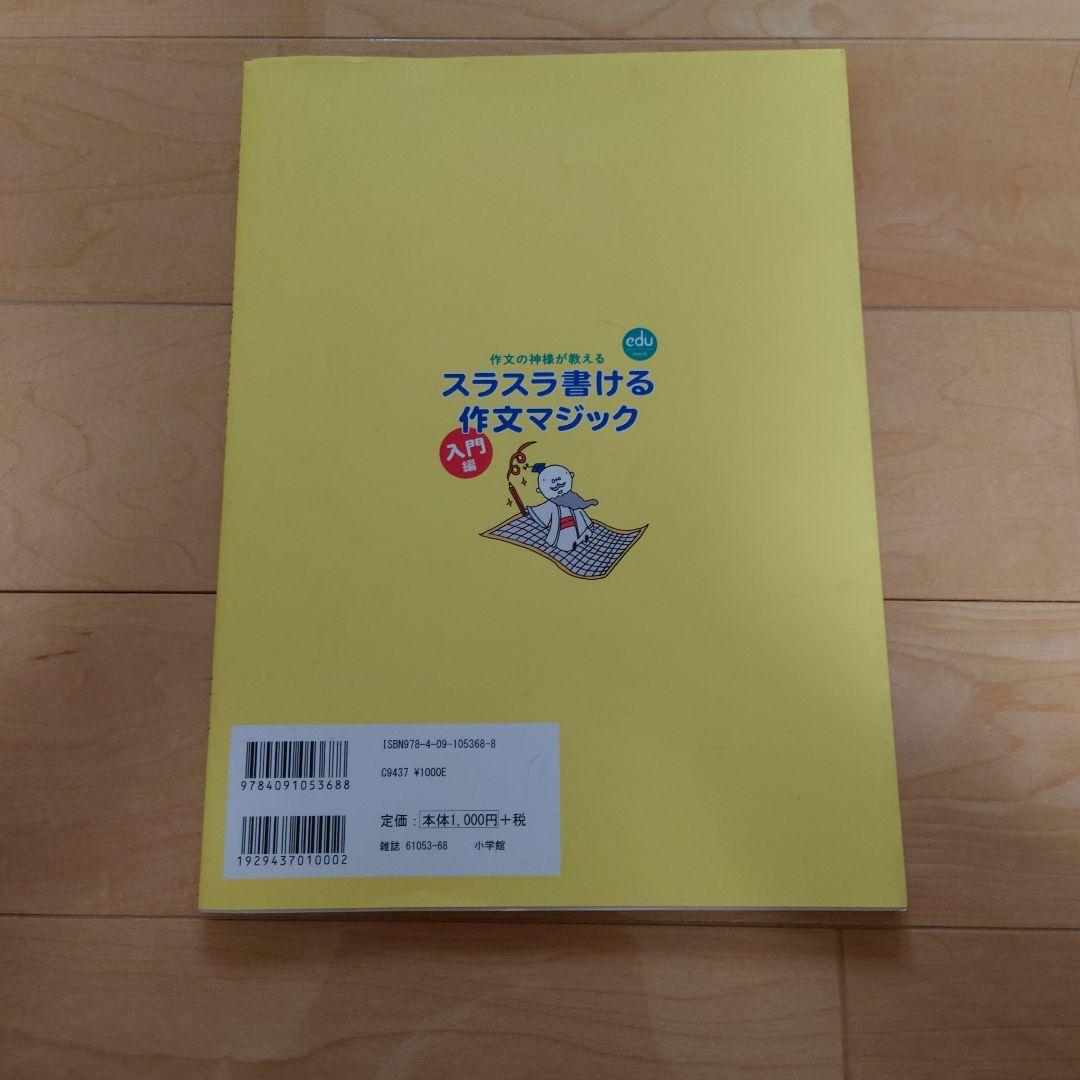 edu
作文の神様が教える
スラスラ書ける
作文マジック
入門
編
ISBN978-4-09-105368-8
C9437 ¥1000E
9784091053688
定価：本体1,000円+税
雑誌 61053-68 小学館
1929437010002